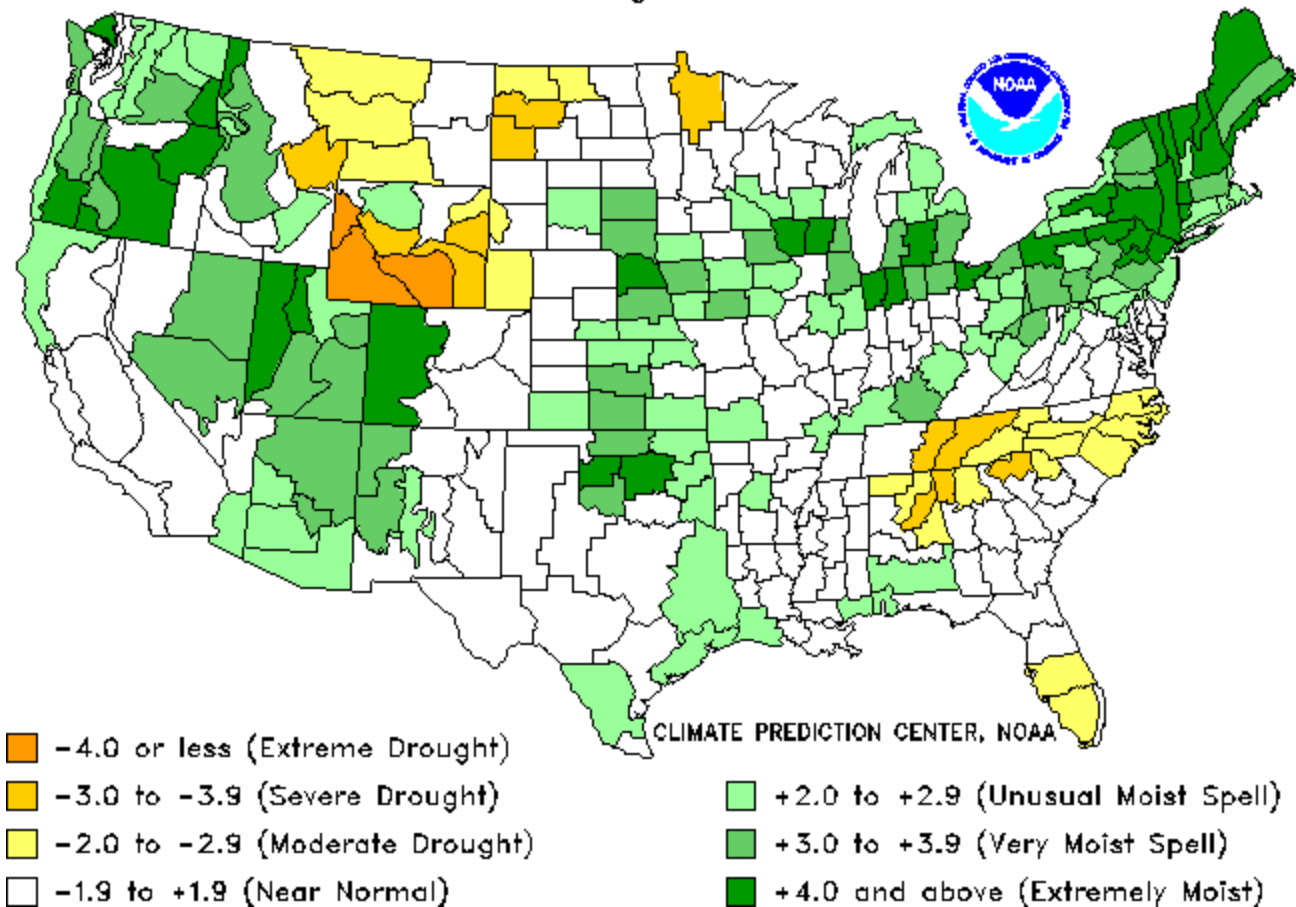 NOAA
CLIMATE PREDICTION CENTER, NOAA
-4.0 or less (Extreme Drought)
-3.0 to -3.9 (Severe Drought)
-2.0 to -2.9 (Moderate Drought)
-1.9 to +1.9 (Near Normal)
+2.0 to +2.9 (Unusual Moist Spell)
+3.0 to +3.9 (Very Moist Spell)
+4.0 and above (Extremely Moist)